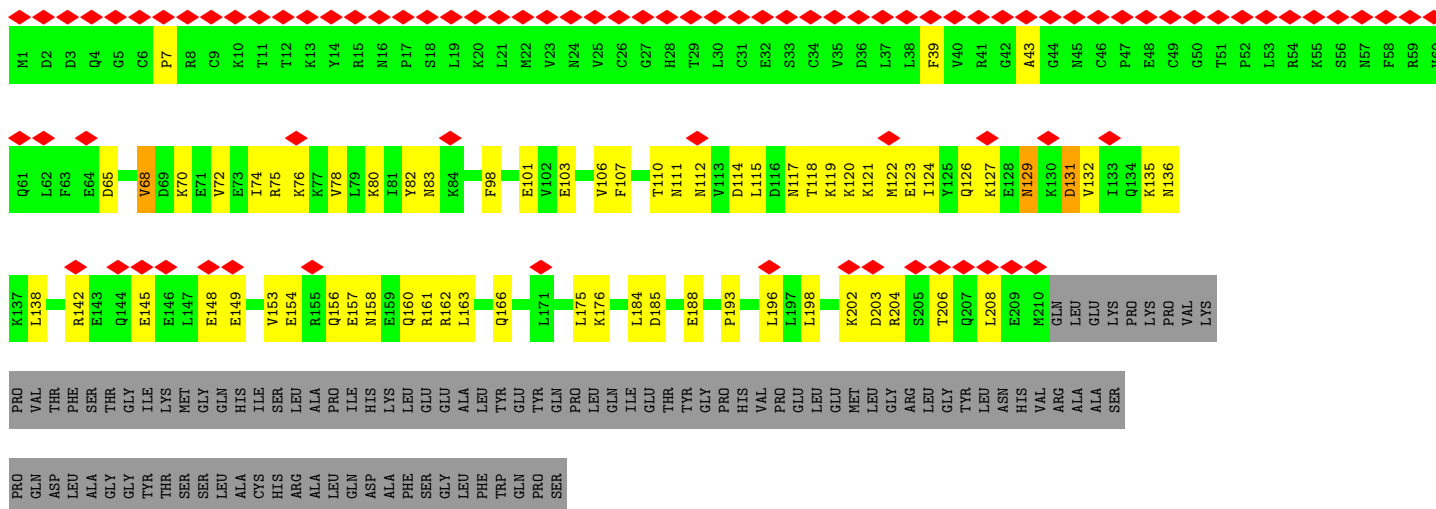 M1 D2 D3 Q4 G5 C6 P7 R8 C9 K10 T11 T12 K13 Y14 R15 N16 P17 S18 L19 K20 L21 M22 V23 N24 V25 C26 G27 H28 T29 L30 C31 E32 S33 C34 V35 D36 L37 L38 F39 V40 R41 G42 A43 G44 N45 C46 P47 E48 C49 G50 T51 P52 L53 R54 K55 S56 N57 F58 R59
Q61 L62 F63 E64 D65 V68 D69 K70 E71 V72 E73 I74 R75 K76 K77 V78 L79 K80 I81 Y82 N83 K84 F98 E101 V102 E103 V106 F107 T110 N111 N112 V113 D114 L115 D116 N117 T118 K119 K120 K121 M122 E123 I124 Y125 Q126 K127 E128 N129 K130 D131 V132 I133 Q134 K135 N136
K137 L138 R142 E143 Q144 E145 E146 L147 E148 E149 V153 E154 R155 Q156 E157 N158 E159 Q160 R161 R162 L163 Q166 L171 L175 K176 L184 D185 E188 P193 L196 L197 L198 K202 D203 R204 S205 T206 Q207 L208 E209 M210 GLN LEU GLU LYS PRO LYS PRO VAL LYS
PRO VAL THR PHE SER THR GLY ILE LYS MET GLY GLN HIS ILE SER LEU ALA PRO ILE HIS LYS LEU GLU GLU ALA LEU TYR GLU TYR GLN PRO LEU GLN ILE GLU THR TYR GLY PRO HIS VAL PRO GLU LEU GLU MET LEU GLY ARG LEU GLY TYR LEU ASN HIS VAL ARG ALA ALA SER
PRO GLN ASP LEU ALA GLY GLY TYR THR SER SER LEU ALA CYS HIS ARG ALA LEU GLN ASP ALA PHE SER GLY LEU PHE TRP GLN PRO SER